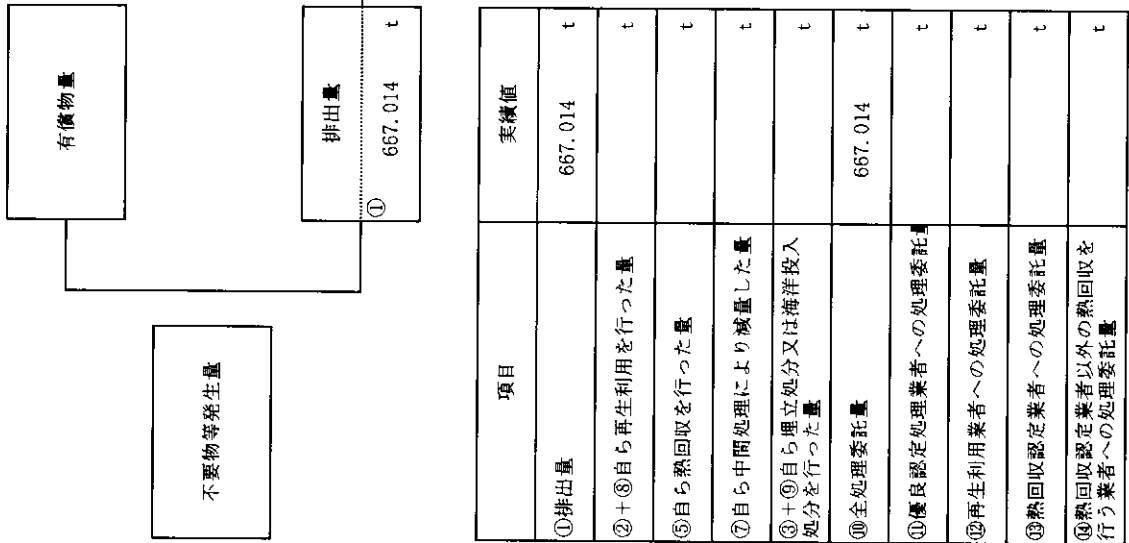 有償物量
不要物等発生量
排出量
① 667.014 t
項目 実績値
①排出量 667.014 t
②+⑧自ら再生利用を行った量 t
⑤自ら熱回収を行った量 t
⑦自ら中間処理により減量した量 t
③+⑨自ら埋立処分又は海洋投入
処分を行った量 t
⑩全処理委託量 667.014 t
⑪優良認定処理業者への処理委託量 t
⑫再生利用業者への処理委託量 t
⑬熱回収認定業者への処理委託量 t
⑭熱回収認定業者以外の熱回収を
行う業者への処理委託量 t